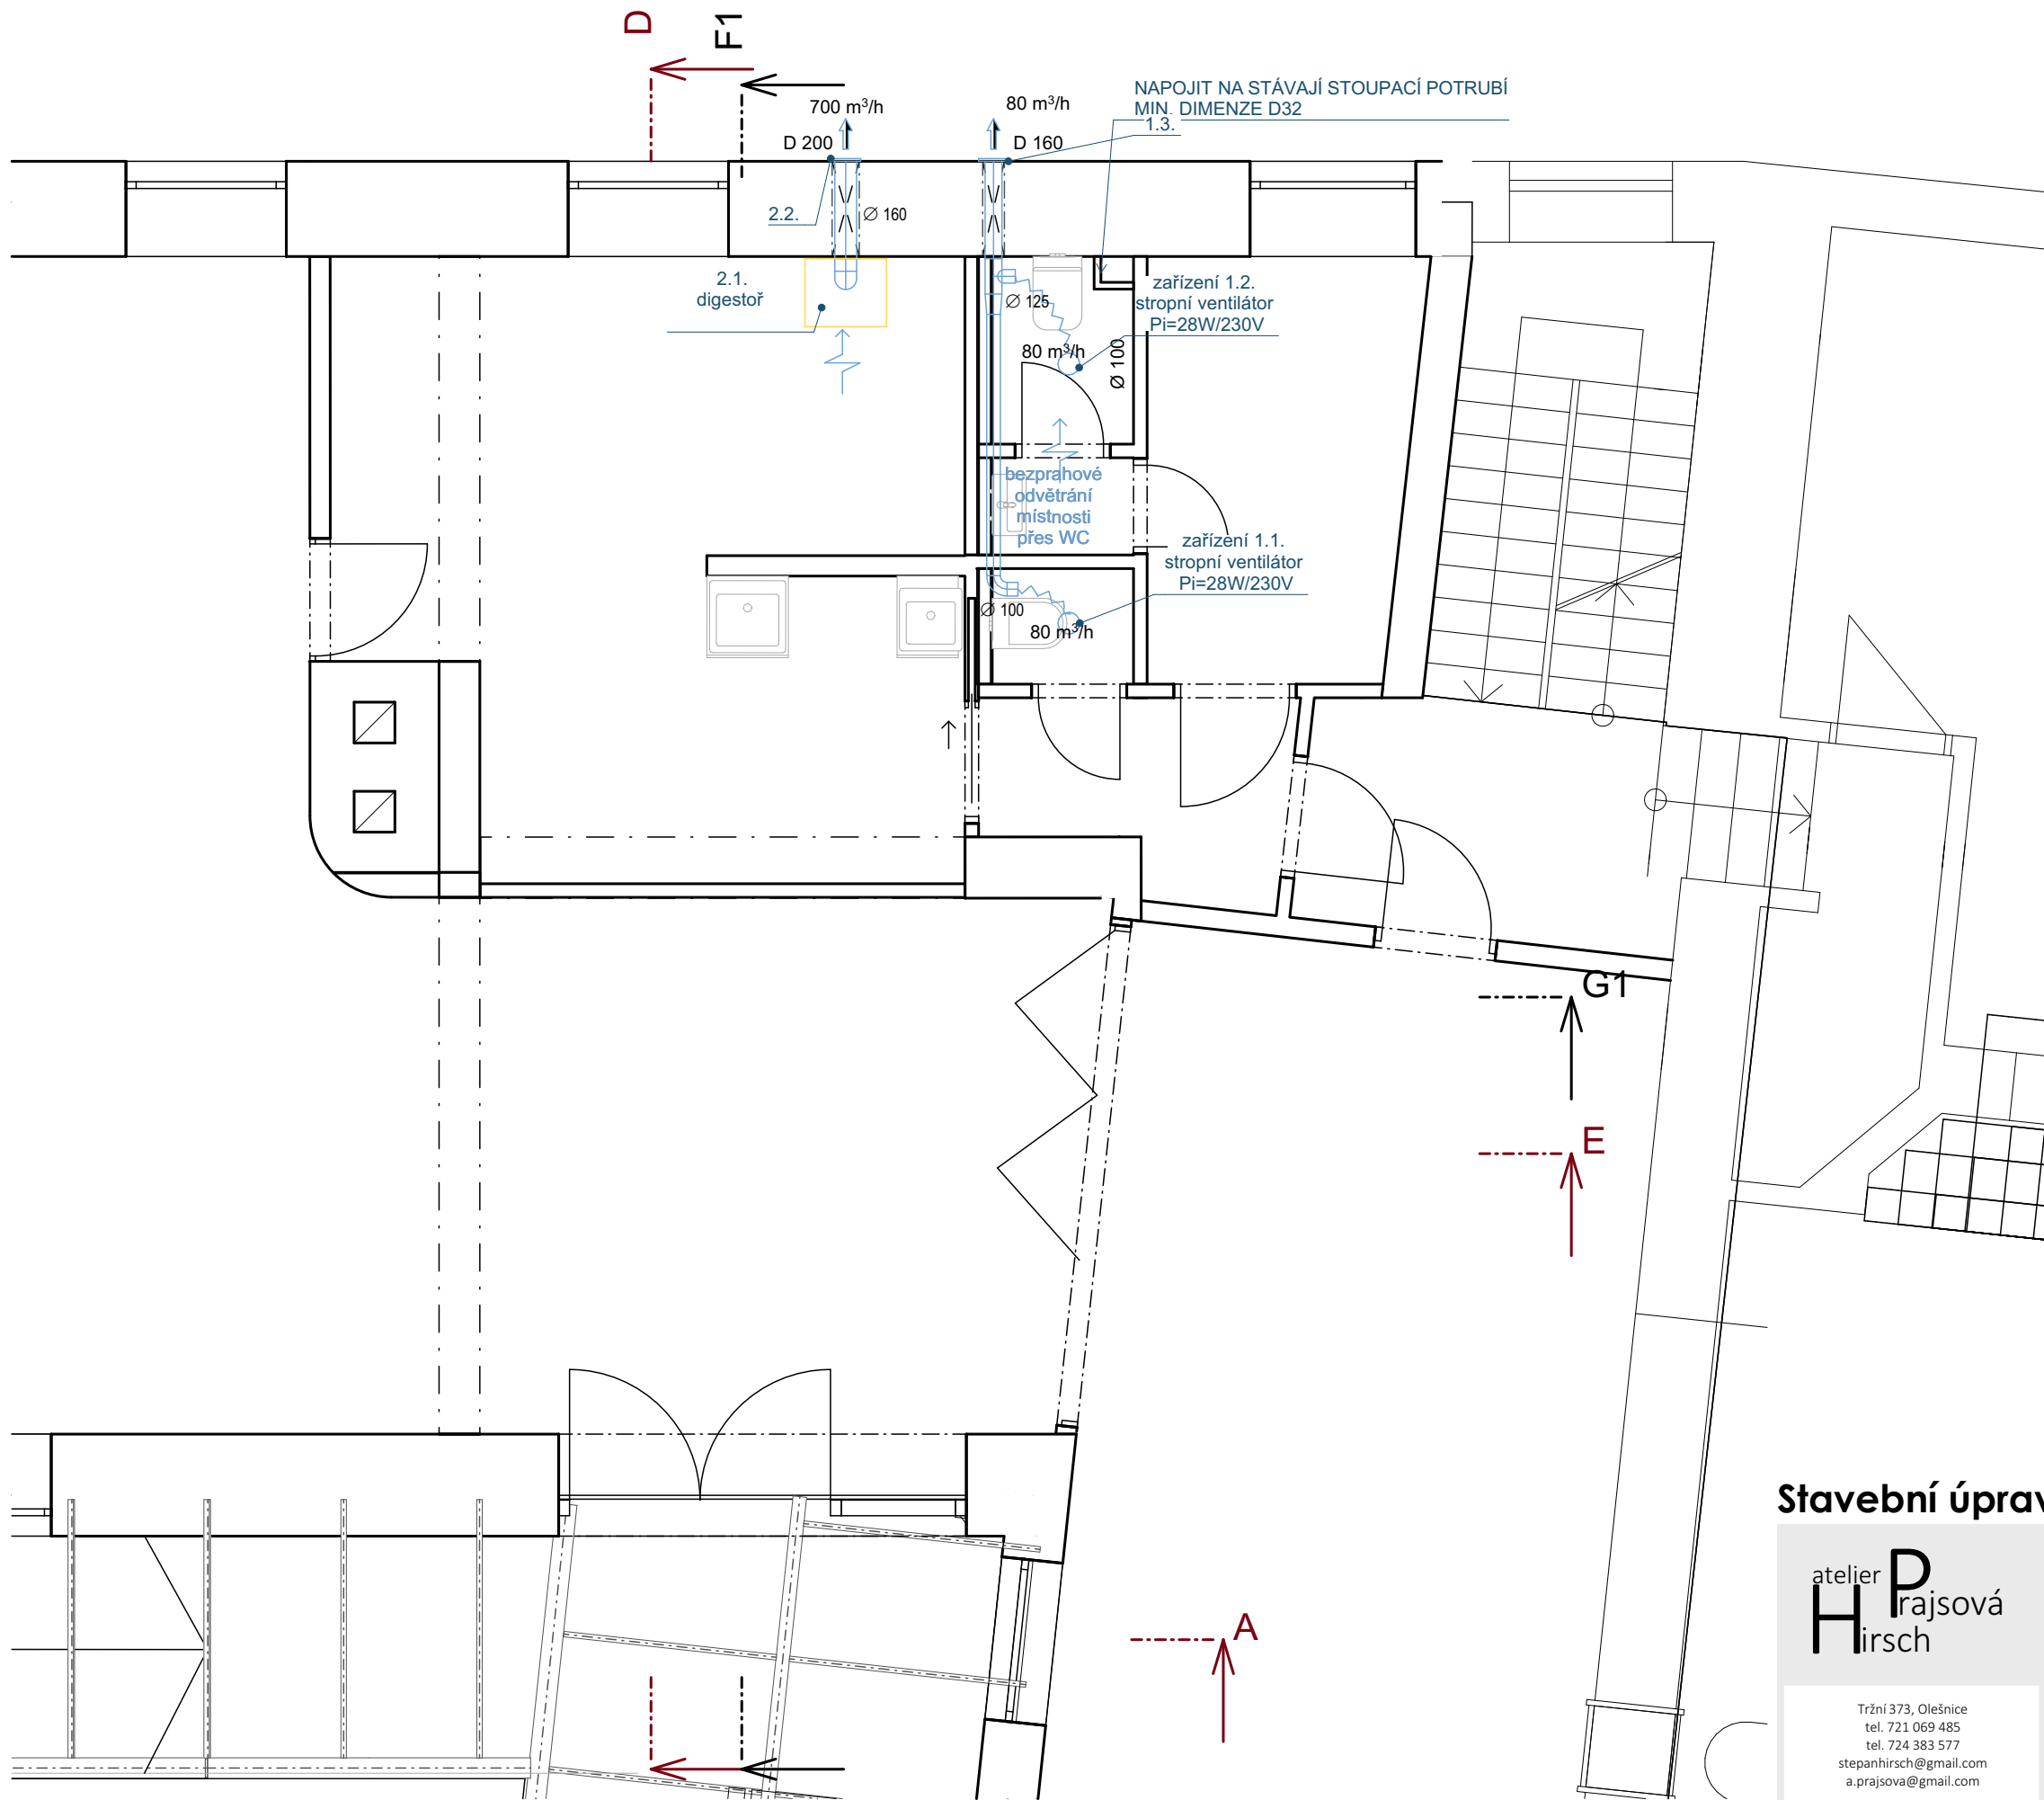 D
F1
700 m³/h
80 m³/h
NAPOJIT NA STÁVAJÍ STOUPACÍ POTRUBÍ
MIN. DIMENZE D32
1.3.
D 200
D 160
2.2.
Ø 160
2.1.
digestoř
Ø 125
zařízení 1.2.
stropní ventilátor
Pi=28W/230V
80 m³/h
Ø 100
bezprahové
odvětrání
místnosti
přes WC
zařízení 1.1.
stropní ventilátor
Pi=28W/230V
Ø 100
80 m³/h
G1
E
A
Stavební úprav
atelier
Prajsová
Hirsch
Tržní 373, Olešnice
tel. 721 069 485
tel. 724 383 577
stepanhirsch@gmail.com
a.prajsova@gmail.com